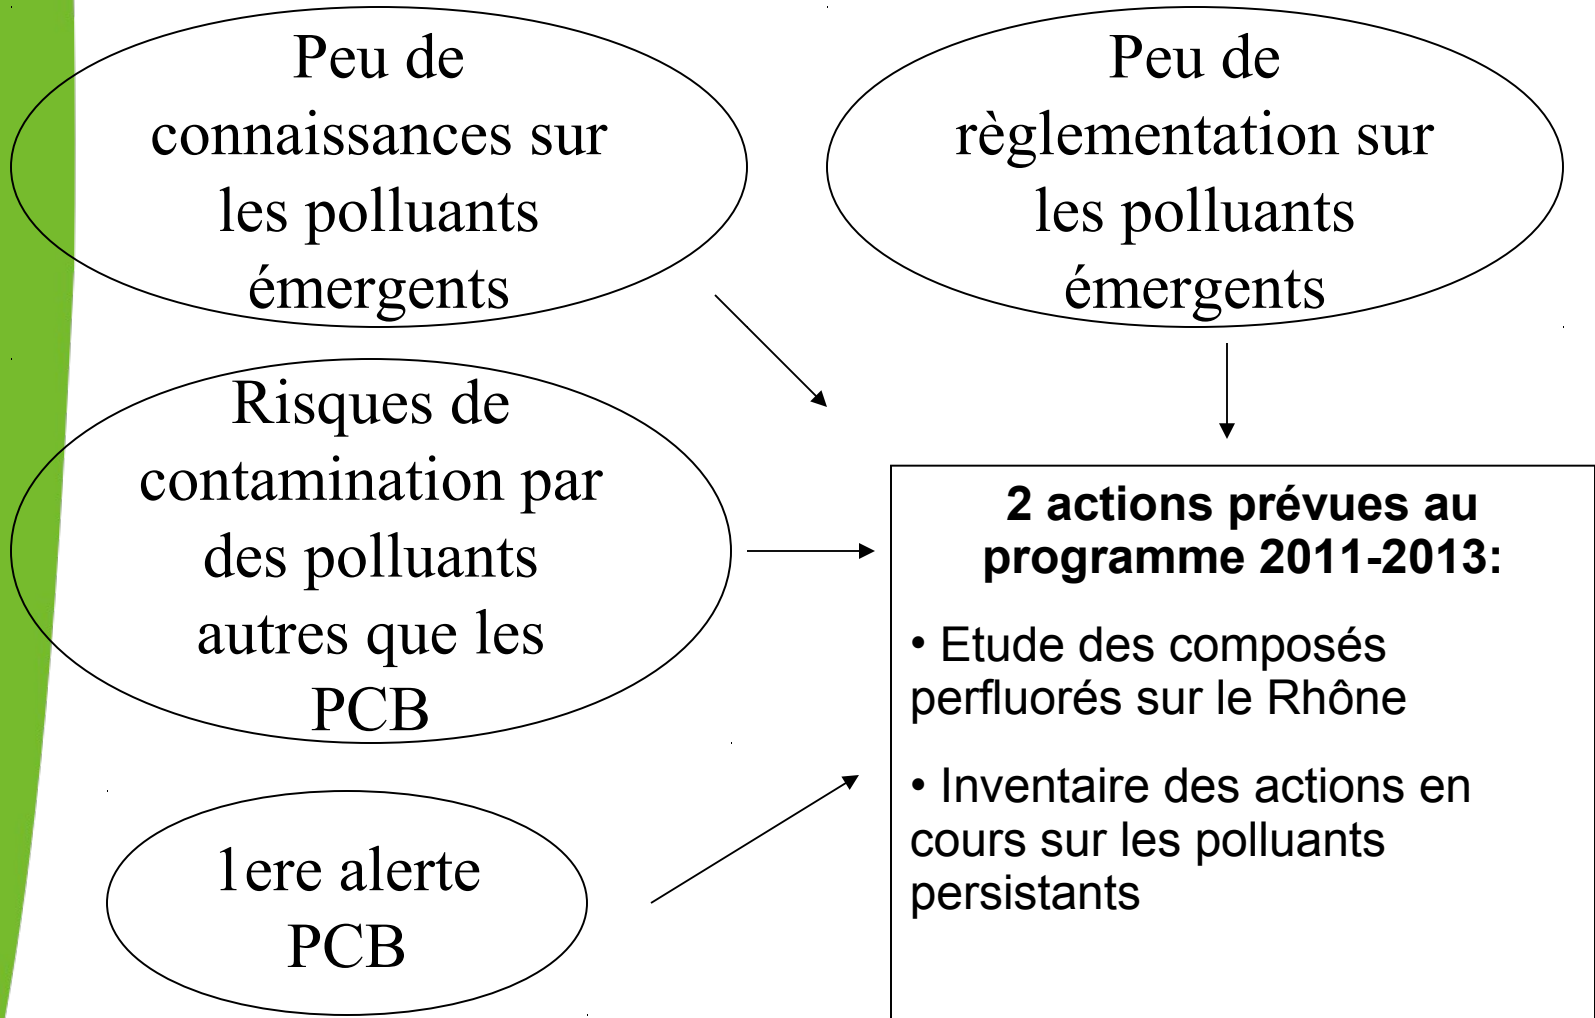 Peu de
connaissances sur
les polluants
émergents
Peu de
règlementation sur
les polluants
émergents
Risques de
contamination par
des polluants
autres que les
PCB
1ere alerte
PCB
2 actions prévues au
programme 2011-2013:
• Etude des composés
perfluorés sur le Rhône
• Inventaire des actions en
cours sur les polluants
persistants